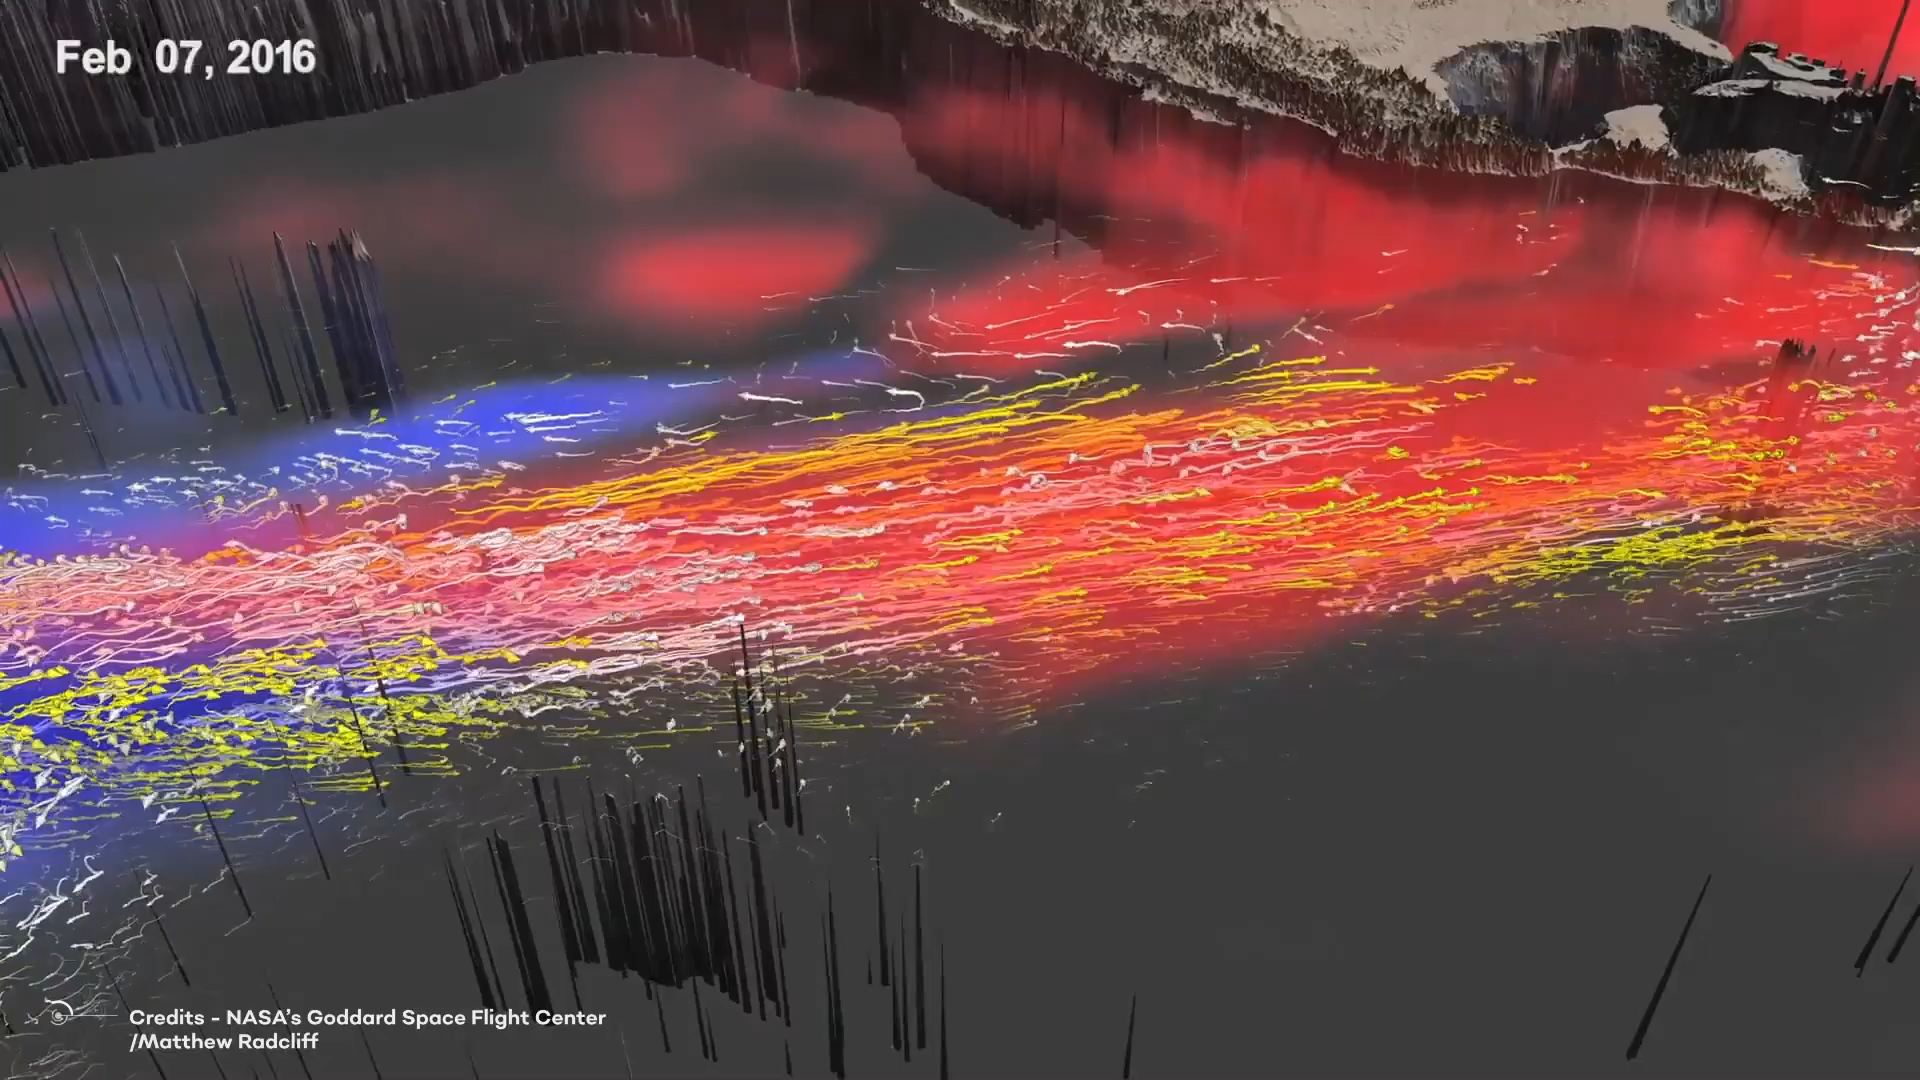 Feb 07, 2016
Credits - NASA's Goddard Space Flight Center
/Matthew Radcliff